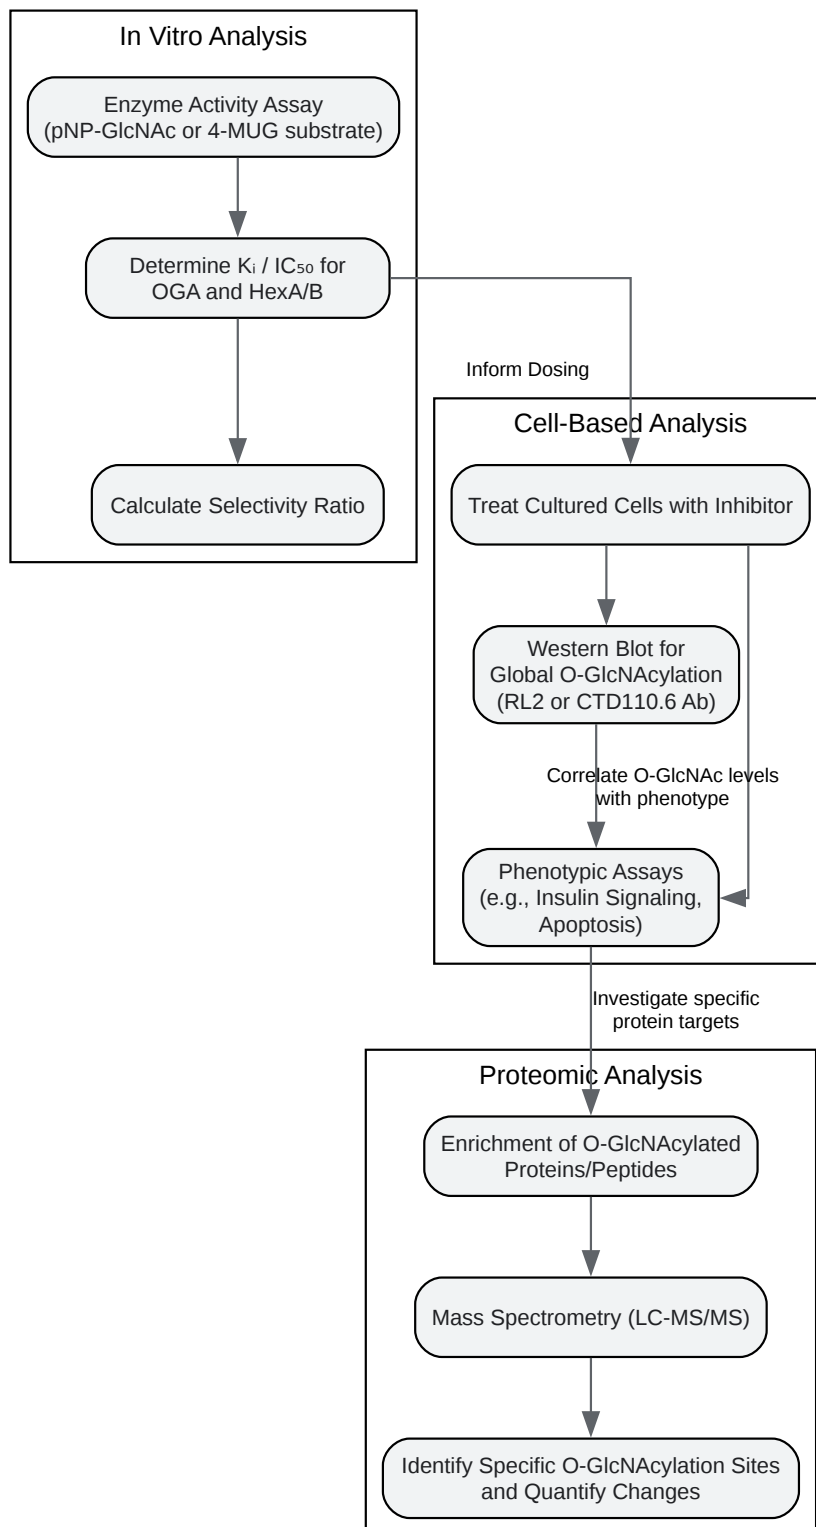 In Vitro Analysis
Enzyme Activity Assay
(pNP-GlcNAc or 4-MUG substrate)
Determine Kᵢ / IC₅₀ for
OGA and HexA/B
Calculate Selectivity Ratio
Inform Dosing
Cell-Based Analysis
Treat Cultured Cells with Inhibitor
Western Blot for
Global O-GlcNAcylation
(RL2 or CTD110.6 Ab)
Correlate O-GlcNAc levels
with phenotype
Phenotypic Assays
(e.g., Insulin Signaling,
Apoptosis)
Investigate specific
protein targets
Proteomic Analysis
Enrichment of O-GlcNAcylated
Proteins/Peptides
Mass Spectrometry (LC-MS/MS)
Identify Specific O-GlcNAcylation Sites
and Quantify Changes